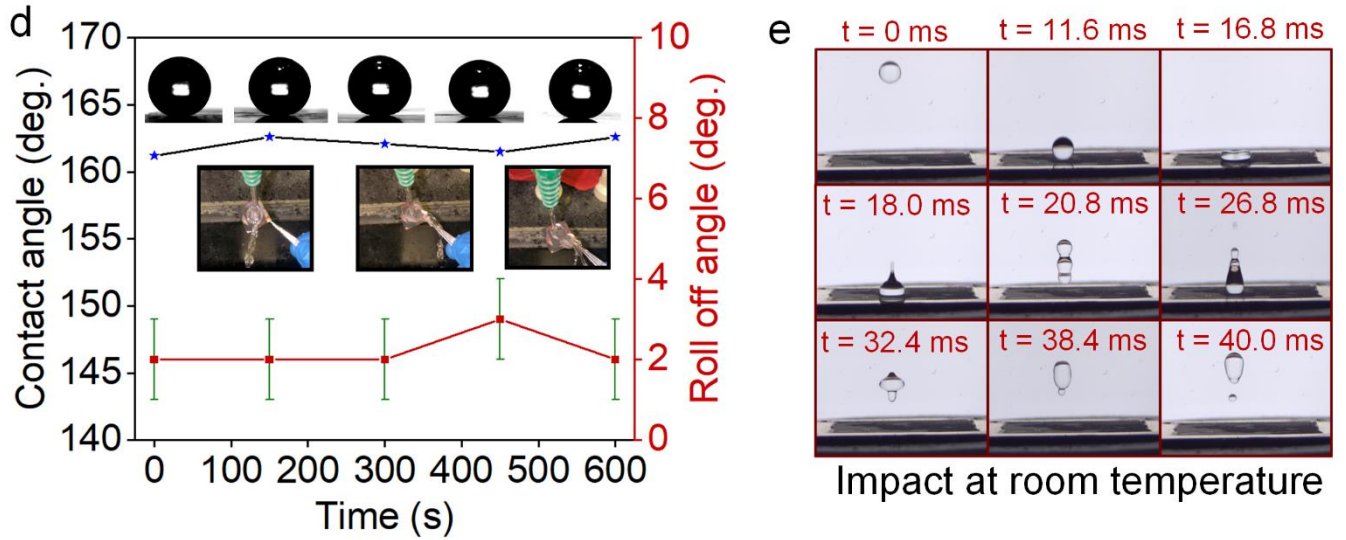 d
170
165
160
155
150
145
140
Contact angle (deg.)
0 100 200 300 400 500 600
Time (s)
10
8
6
4
2
0
Roll off angle (deg.)
e
t = 0 ms t = 11.6 ms t = 16.8 ms
t = 18.0 ms t = 20.8 ms t = 26.8 ms
t = 32.4 ms t = 38.4 ms t = 40.0 ms
Impact at room temperature